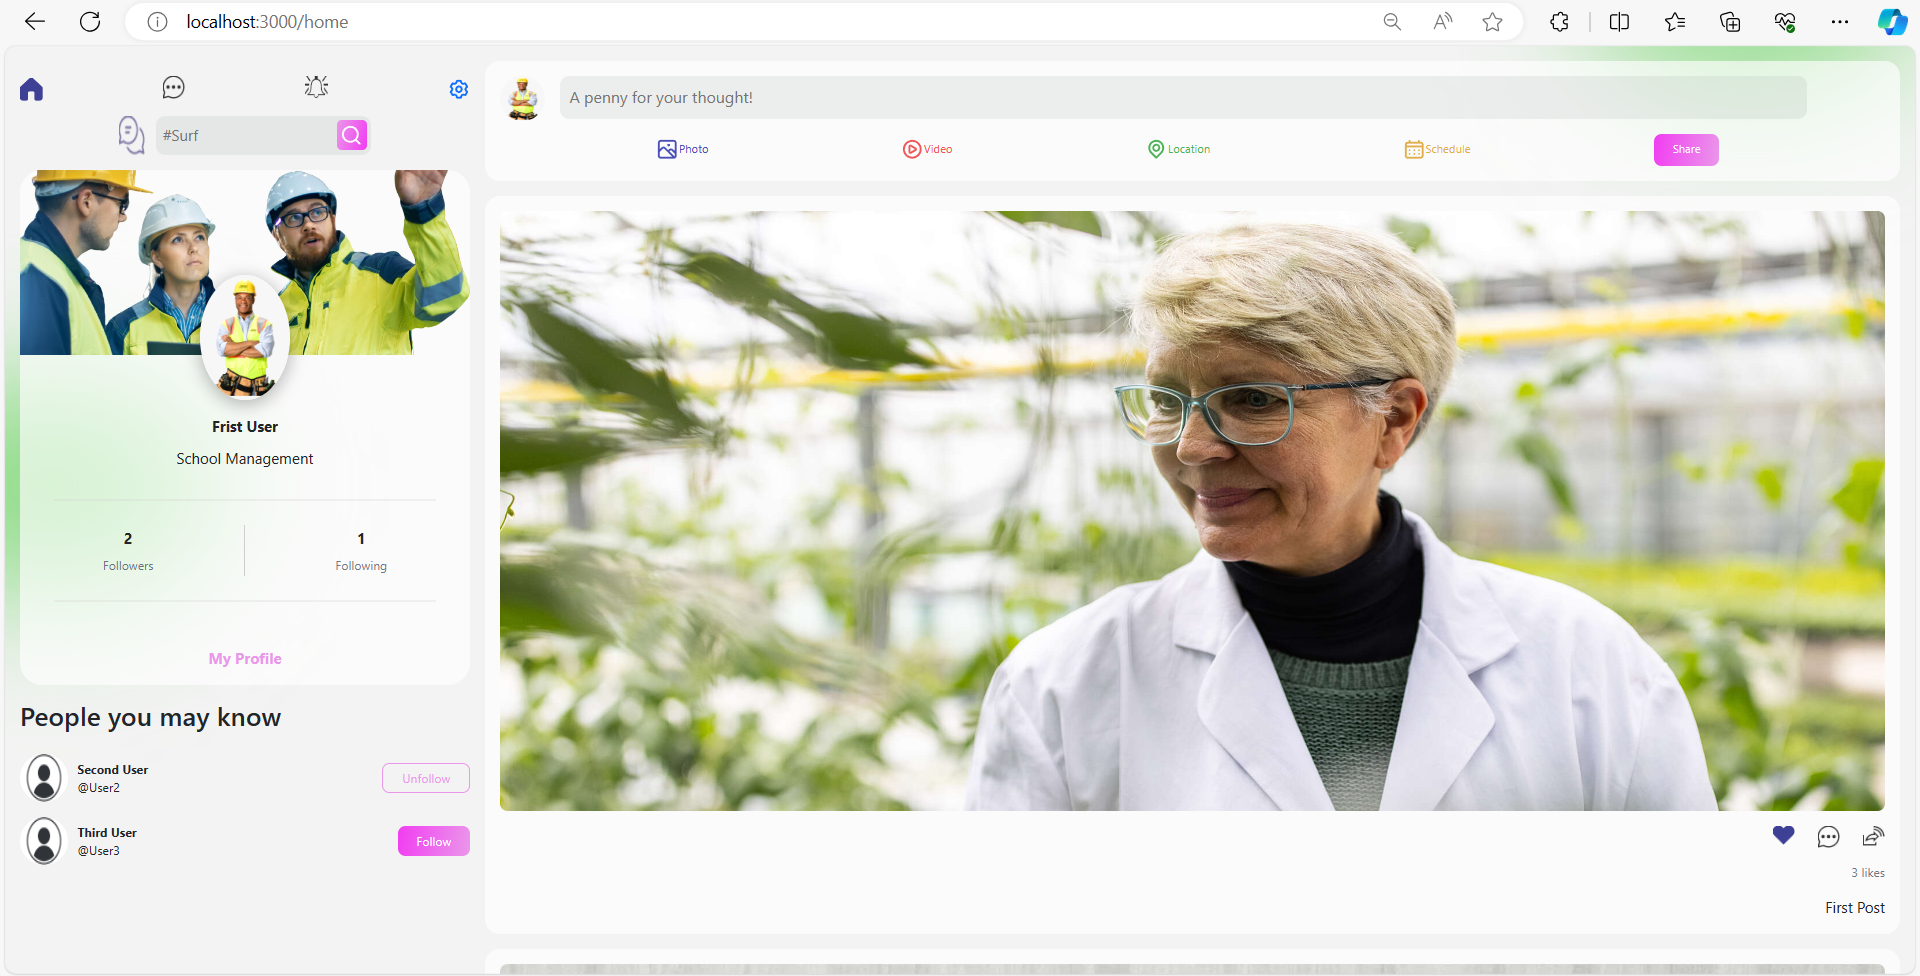 localhost:3000/home
#Surf
Frist User
School Management
2
Followers
1
Following
My Profile
People you may know
Second User
@User2
Unfollow
Third User
@User3
Follow
A penny for your thought!
Photo
Video
Location
Schedule
Share
3 likes
First Post